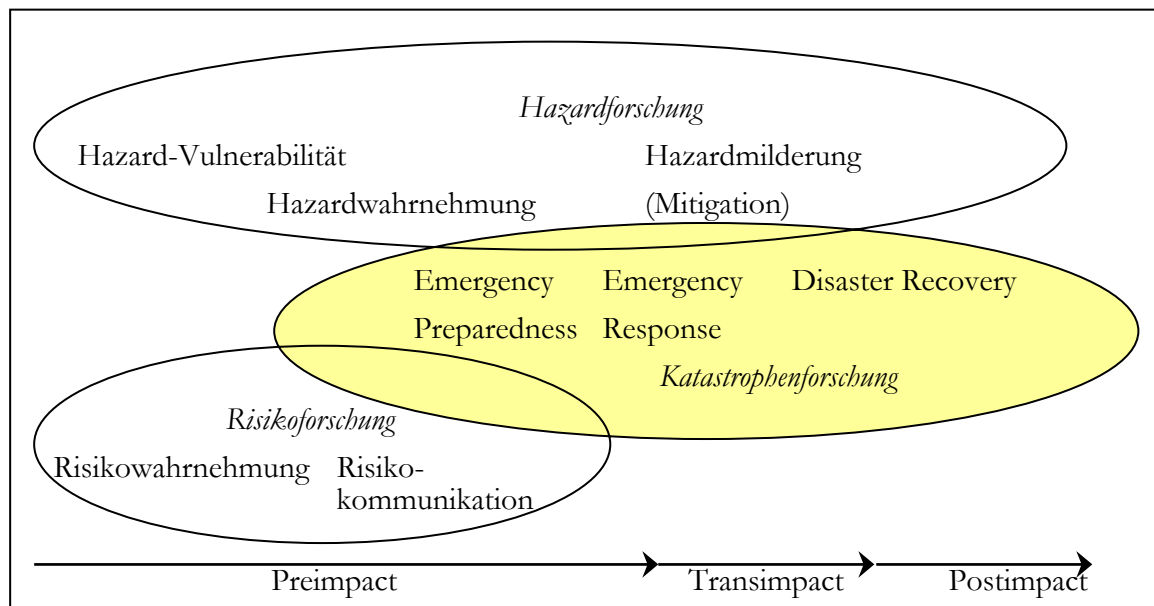 Hazardforschung
Hazard-Vulnerabilität Hazardmilderung
Hazardwahrnehmung (Mitigation)
Emergency Emergency Disaster Recovery
Preparedness Response
Katastrophenforschung
Risikoforschung
Risikowahrnehmung Risiko-
kommunikation
Preimpact Transimpact Postimpact